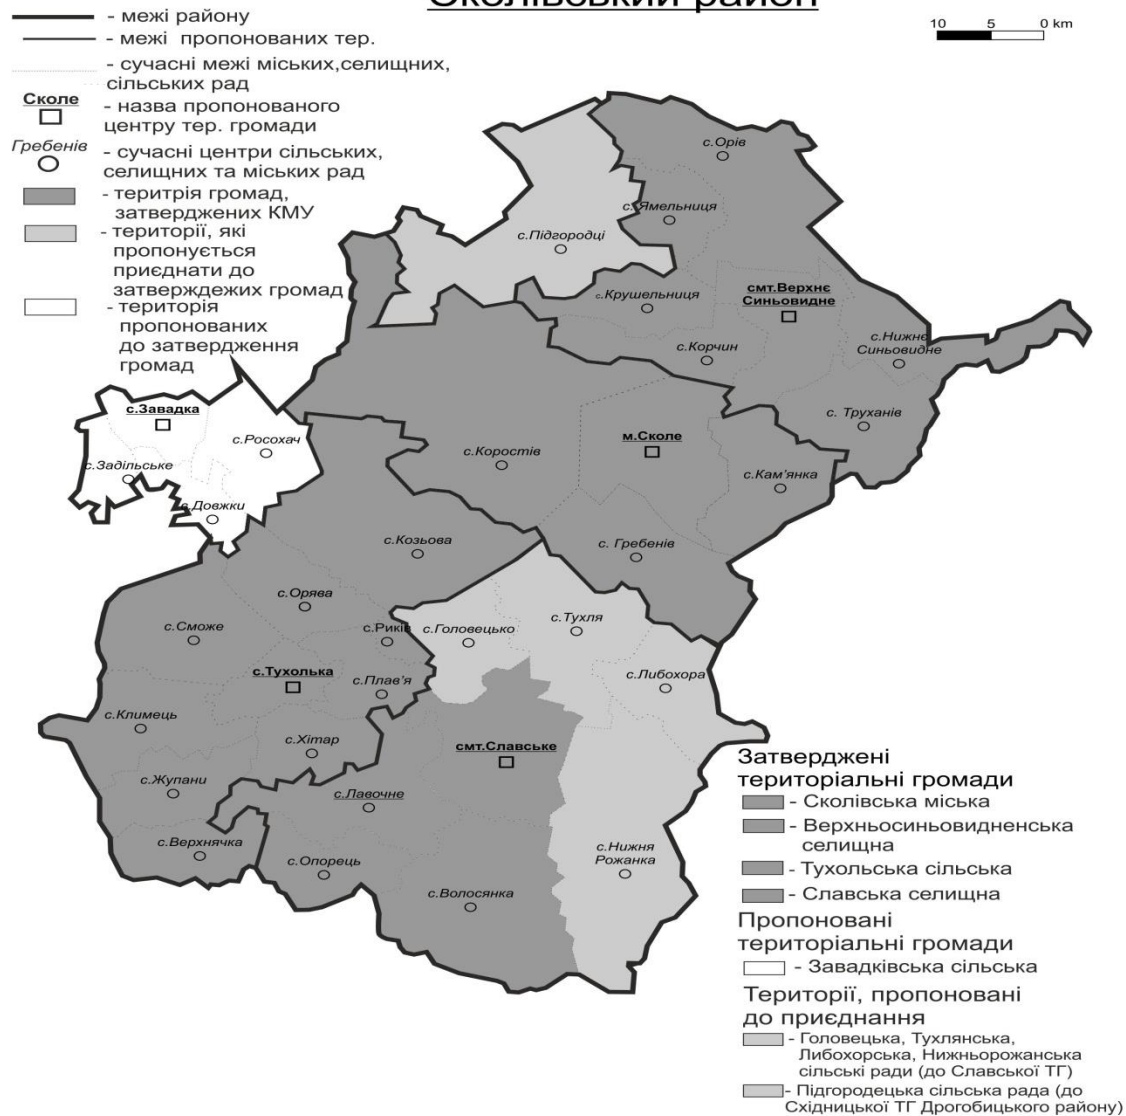 Сколівський район
- межі району
- межі пропонованих тер.
- сучасні межі міських,селищних,
сільських рад
Сколе
- назва пропонованого
центру тер. громади
Гребенів
- сучасні центри сільських,
селищних та міських рад
- теритрія громад,
затверджених КМУ
- території, які
пропонується
приєднати до
затверждежих громад
- територія
пропонованих
до затвердження
громад
10 5 0 km
с.Орів
с.Ямельниця
с.Підгородці
с.Крушельниця
смт.Верхнє
Синьовидне
с.Корчин
с.Нижнє
Синьовидне
с. Труханів
с.Завадка
с.Росохач
с.Задільське
с.Довжки
с.Коростів
м.Сколе
с.Кам'янка
с. Гребенів
с.Козьова
с.Орява
с.Сможе
с.Риків
с.Головецько
с.Тухля
с.Тухолька
с.Плав'я
с.Либохора
с.Климець
с.Хітар
смт.Славське
с.Жупани
с.Лавочне
с.Верхнячка
с.Опорець
с.Волосянка
с.Нижня
Рожанка
Затверджені
територіальні громади
- Сколівська міська
- Верхньосиньовидненська
селищна
- Тухольська сільська
- Славська селищна
Пропоновані
територіальні громади
- Завадківська сільська
Території, пропоновані
до приєднання
- Головецька, Тухлянська,
Либохорська, Нижньорожанська
сільські ради (до Славської ТГ)
- Підгородецька сільська рада (до
Східницької ТГ Дрогобицького району)